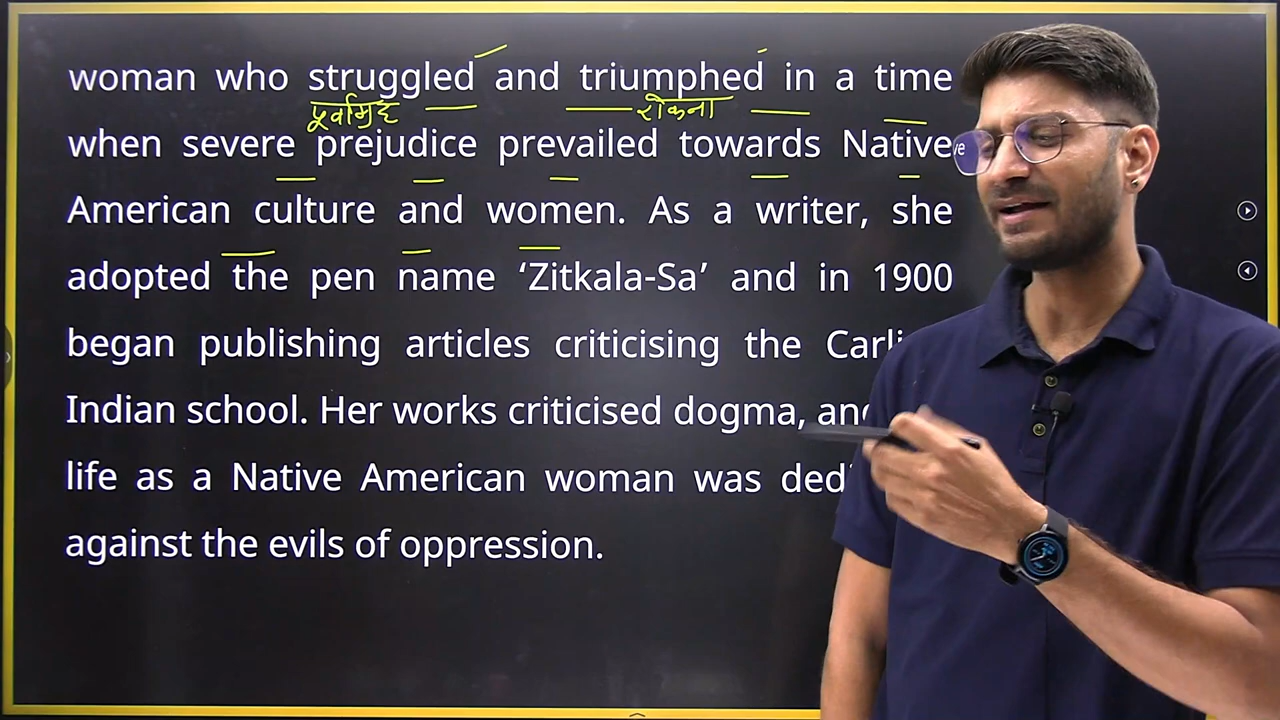 woman who struggled and triumphed in a time
पूर्वाग्रह रोकना
when severe prejudice prevailed towards Native
American culture and women. As a writer, she
adopted the pen name ‘Zitkala-Sa’ and in 1900
began publishing articles criticising the
Indian school. Her works criticised dogma,
life as a Native American woman was
against the evils of oppression.